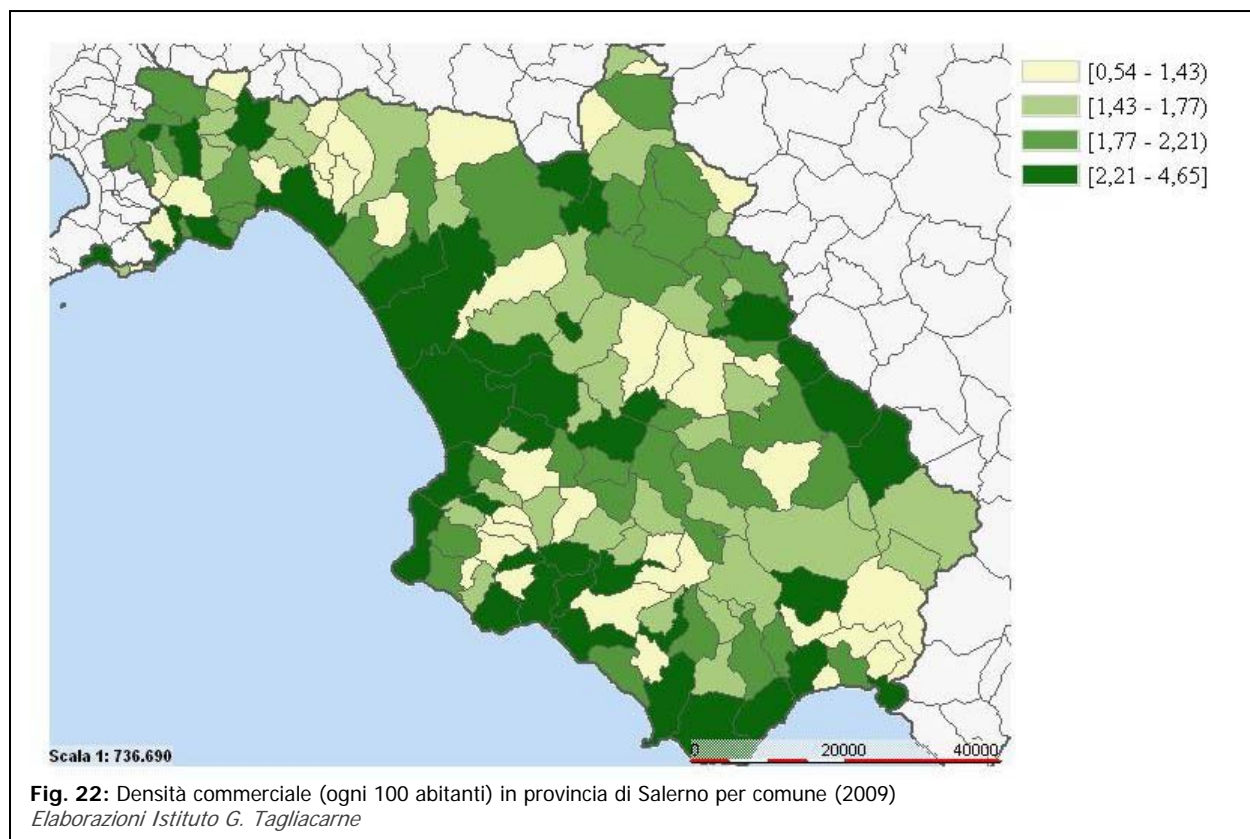 [0,54 - 1,43)
[1,43 - 1,77)
[1,77 - 2,21)
[2,21 - 4,65]
Scala 1: 736.690
0 20000 40000
Fig. 22: Densità commerciale (ogni 100 abitanti) in provincia di Salerno per comune (2009)
Elaborazioni Istituto G. Tagliacarne